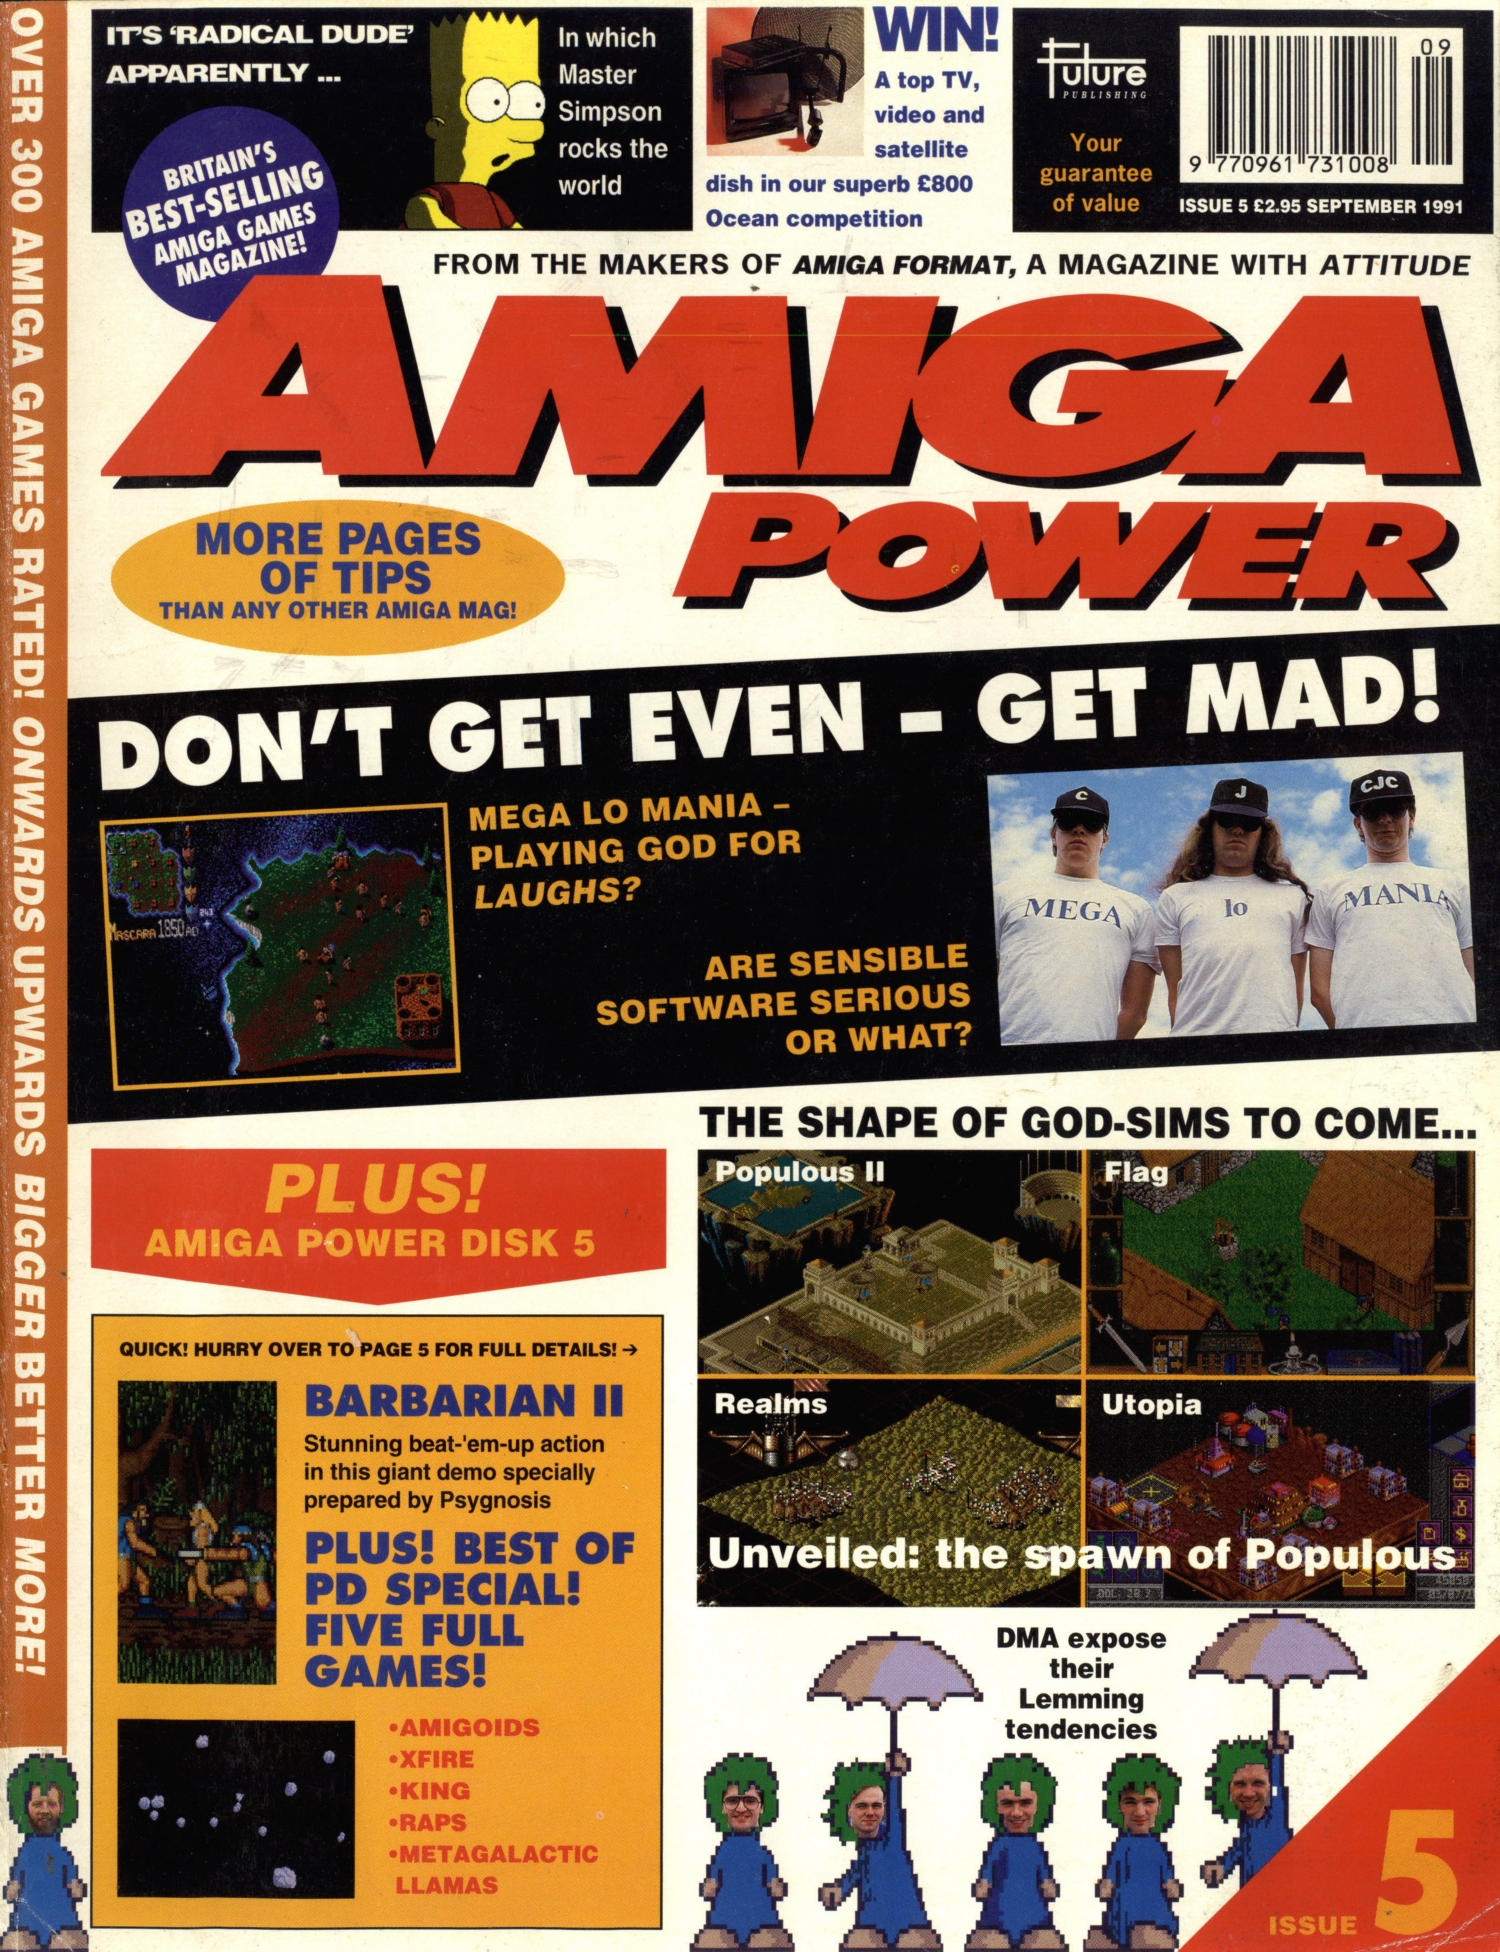 OVER 300 AMIGA GAMES RATED! ONWARDS UPWARDS BIGGER BETTER MORE!
IT'S 'RADICAL DUDE'
APPARENTLY ...
In which
Master
Simpson
rocks the
world
WIN!
A top TV,
video and
satellite
dish in our superb £800
Ocean competition
Future
PUBLISHING
Your
guarantee
of value
09
9 770961 731008
ISSUE 5 £2.95 SEPTEMBER 1991
BRITAIN'S
BEST-SELLING
AMIGA GAMES
MAGAZINE!
FROM THE MAKERS OF AMIGA FORMAT, A MAGAZINE WITH ATTITUDE
AMIGA
POWER
MORE PAGES
OF TIPS
THAN ANY OTHER AMIGA MAG!
DON'T GET EVEN – GET MAD!
MASCARA 1850 AD
243
MEGA LO MANIA –
PLAYING GOD FOR
LAUGHS?
ARE SENSIBLE
SOFTWARE SERIOUS
OR WHAT?
C
J
CJC
MEGA
lo
MANIA
THE SHAPE OF GOD-SIMS TO COME...
Populous II
Flag
Realms
Utopia
Unveiled: the spawn of Populous
PLUS!
AMIGA POWER DISK 5
QUICK! HURRY OVER TO PAGE 5 FOR FULL DETAILS! →
BARBARIAN II
Stunning beat-'em-up action
in this giant demo specially
prepared by Psygnosis
PLUS! BEST OF
PD SPECIAL!
FIVE FULL
GAMES!
•AMIGOIDS
•XFIRE
•KING
•RAPS
•METAGALACTIC
LLAMAS
DMA expose
their
Lemming
tendencies
ISSUE 5